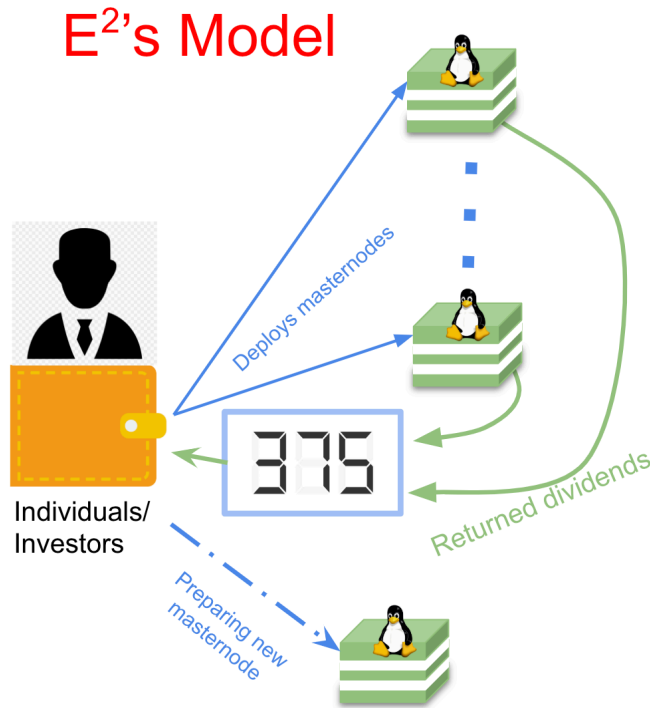 E²'s Model
Deploys masternodes
375
Individuals/
Investors
Returned dividends
Preparing new
masternode